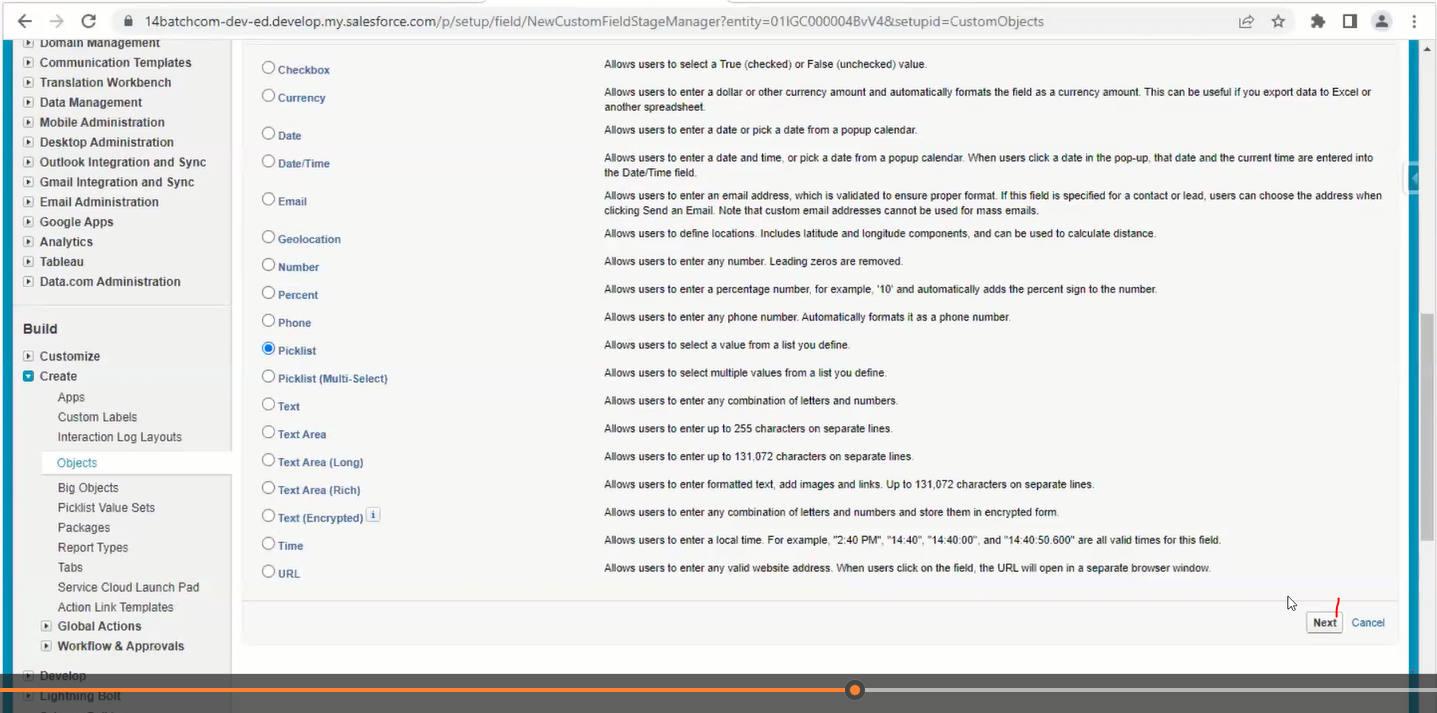 14batchcom-dev-ed.develop.my.salesforce.com/p/setup/field/NewCustomFieldStageManager?entity=01IGC000004BvV4&setupid=CustomObjects
Domain Management
Communication Templates
Translation Workbench
Data Management
Mobile Administration
Desktop Administration
Outlook Integration and Sync
Gmail Integration and Sync
Email Administration
Google Apps
Analytics
Tableau
Data.com Administration
Build
Customize
Create
Apps
Custom Labels
Interaction Log Layouts
Objects
Big Objects
Picklist Value Sets
Packages
Report Types
Tabs
Service Cloud Launch Pad
Action Link Templates
Global Actions
Workflow & Approvals
Develop
Lightning Bolt
Checkbox Allows users to select a True (checked) or False (unchecked) value.
Currency Allows users to enter a dollar or other currency amount and automatically formats the field as a currency amount. This can be useful if you export data to Excel or
another spreadsheet.
Date Allows users to enter a date or pick a date from a popup calendar.
Date/Time Allows users to enter a date and time, or pick a date from a popup calendar. When users click a date in the pop-up, that date and the current time are entered into
the Date/Time field.
Email Allows users to enter an email address, which is validated to ensure proper format. If this field is specified for a contact or lead, users can choose the address when
clicking Send an Email. Note that custom email addresses cannot be used for mass emails.
Geolocation Allows users to define locations. Includes latitude and longitude components, and can be used to calculate distance.
Number Allows users to enter any number. Leading zeros are removed.
Percent Allows users to enter a percentage number, for example, '10' and automatically adds the percent sign to the number.
Phone Allows users to enter any phone number. Automatically formats it as a phone number.
Picklist Allows users to select a value from a list you define.
Picklist (Multi-Select) Allows users to select multiple values from a list you define.
Text Allows users to enter any combination of letters and numbers.
Text Area Allows users to enter up to 255 characters on separate lines.
Text Area (Long) Allows users to enter up to 131,072 characters on separate lines.
Text Area (Rich) Allows users to enter formatted text, add images and links. Up to 131,072 characters on separate lines.
Text (Encrypted) i Allows users to enter any combination of letters and numbers and store them in encrypted form.
Time Allows users to enter a local time. For example, "2:40 PM", "14:40", "14:40:00", and "14:40:50.600" are all valid times for this field.
URL Allows users to enter any valid website address. When users click on the field, the URL will open in a separate browser window.
Next Cancel